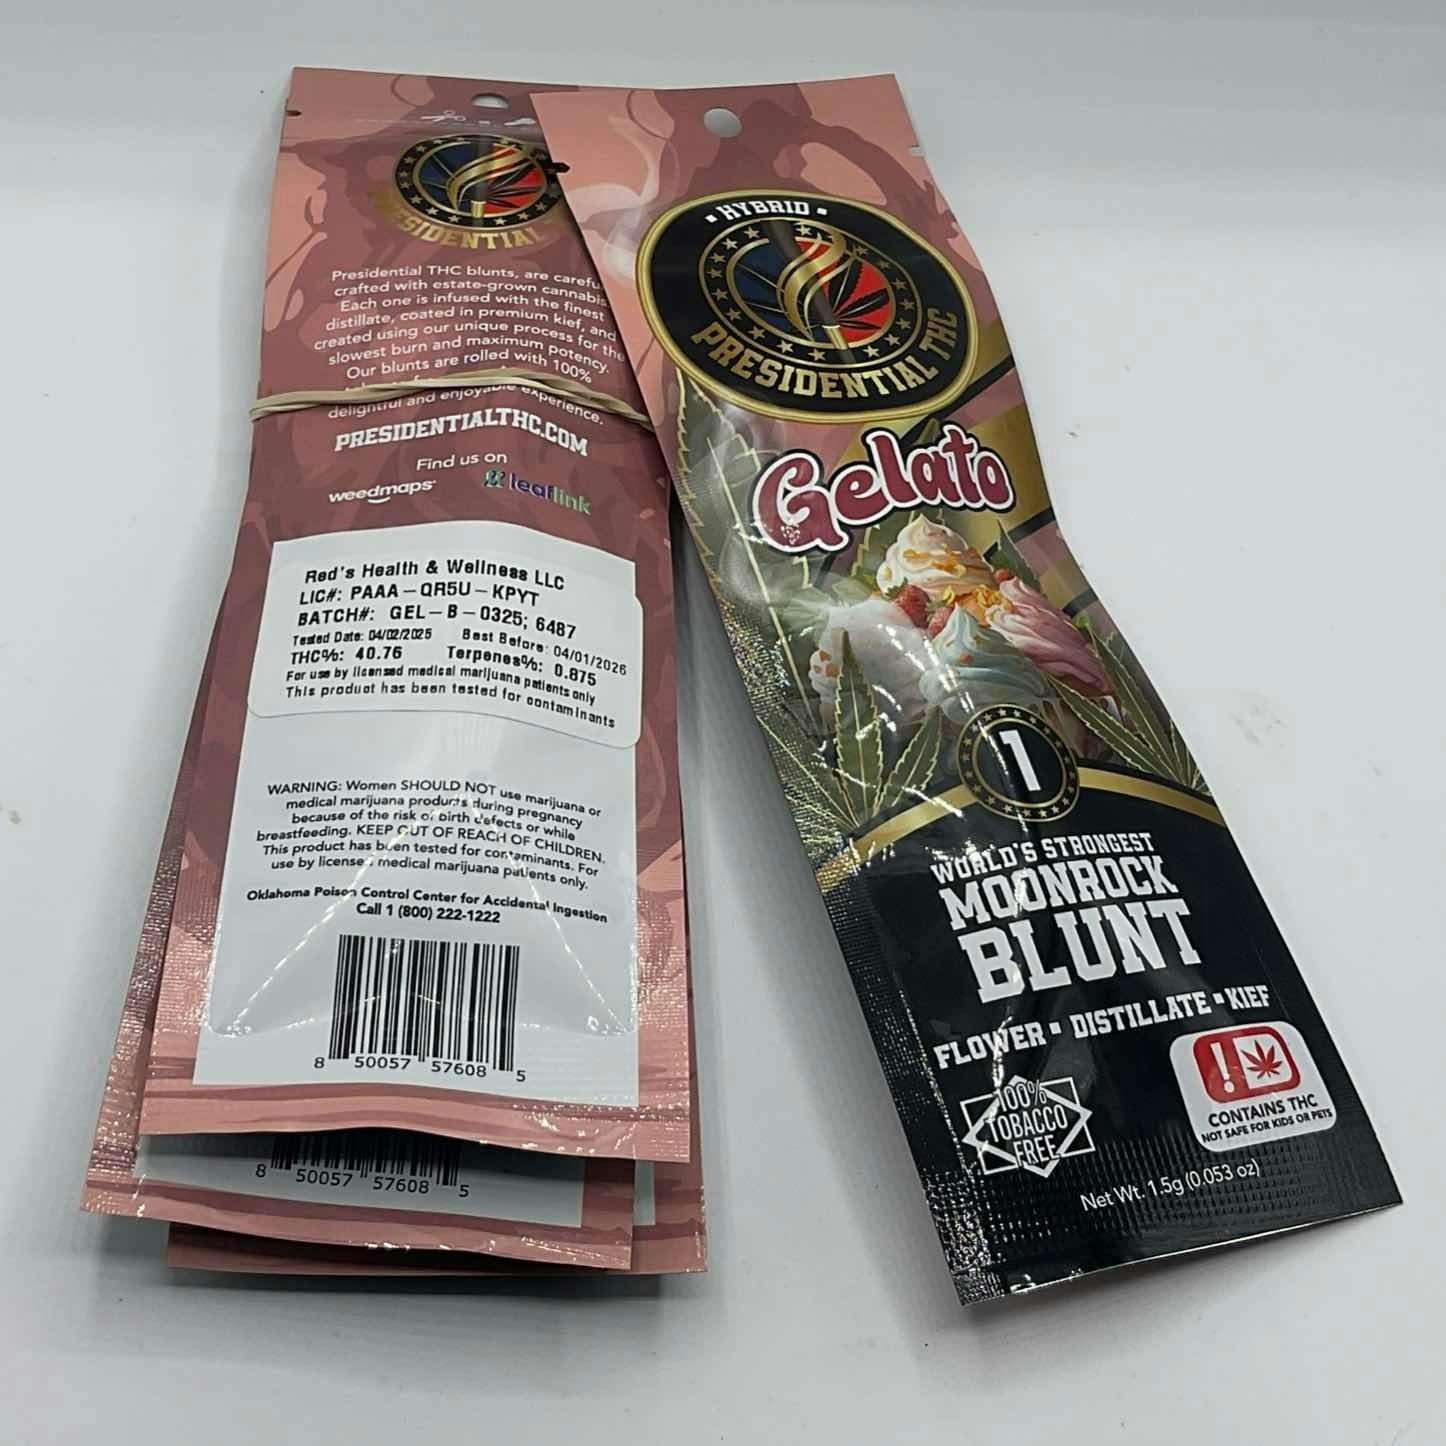 PRESIDENTIAL
Presidential THC blunts, are
crafted with estate-grown cannabis
Each one is infused with the finest
distillate, coated in premium kief, and
created using our unique process for the
slowest burn and maximum potency.
Our blunts are rolled with 100%
delightful and enjoyable experience.
PRESIDENTIALTHC.COM
Find us on
weedmaps leaflink
Red's Health & Wellness LLC
LIC#: PAAA-QR5U-KPYT
BATCH#: GEL-B-0325; 6487
Tested Date: 04/02/2025 Best Before: 04/01/2026
THC%: 40.76 Terpenes%: 0.875
For use by licensed medical marijuana patients only
This product has been tested for contaminants
WARNING: Women SHOULD NOT use marijuana or
medical marijuana products during pregnancy
because of the risk of birth defects or while
breastfeeding. KEEP OUT OF REACH OF CHILDREN.
This product has been tested for contaminants. For
use by licensed medical marijuana patients only.
Oklahoma Poison Control Center for Accidental Ingestion
Call 1 (800) 222-1222
8 50057 57608 5
8 50057 57608 5
HYBRID
PRESIDENTIAL THC
Gelato
1
WORLD'S STRONGEST
MOONROCK
BLUNT
FLOWER ▪ DISTILLATE ▪ KIEF
100%
TOBACCO
FREE
!
CONTAINS THC
NOT SAFE FOR KIDS OR PETS
Net Wt. 1.5g (0.053 oz)